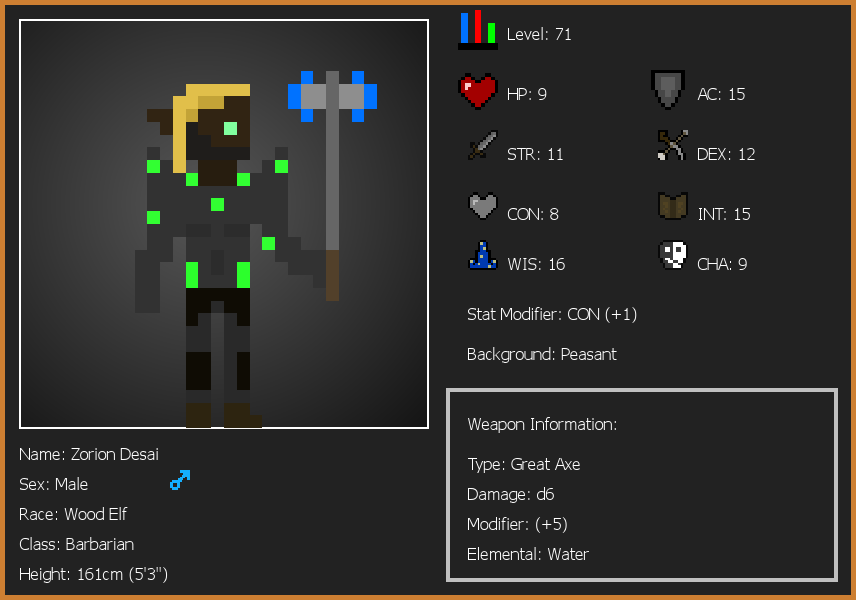 Level: 71
HP: 9
AC: 15
STR: 11
DEX: 12
CON: 8
INT: 15
WIS: 16
CHA: 9
Stat Modifier: CON (+1)
Background: Peasant
Weapon Information:
Type: Great Axe
Damage: d6
Modifier: (+5)
Elemental: Water
Name: Zorion Desai
Sex: Male
Race: Wood Elf
Class: Barbarian
Height: 161cm (5'3")